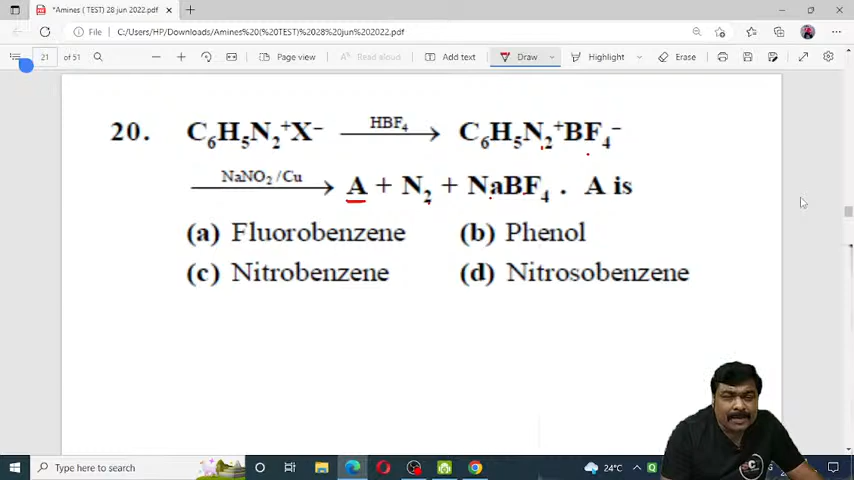 *Amines ( TEST) 28 jun 2022.pdf
File
C:/Users/HP/Downloads/Amines%20(%20TEST)%2028%20jun%202022.pdf
21 of 51
Page view
Read aloud
Add text
Draw
Highlight
Erase
20. C₆H₅N₂⁺X⁻ HBF₄ → C₆H₅N₂⁺BF₄⁻
NaNO₂ /Cu → A + N₂ + NaBF₄ . A is
(a) Fluorobenzene (b) Phenol
(c) Nitrobenzene (d) Nitrosobenzene
Type here to search
24°C